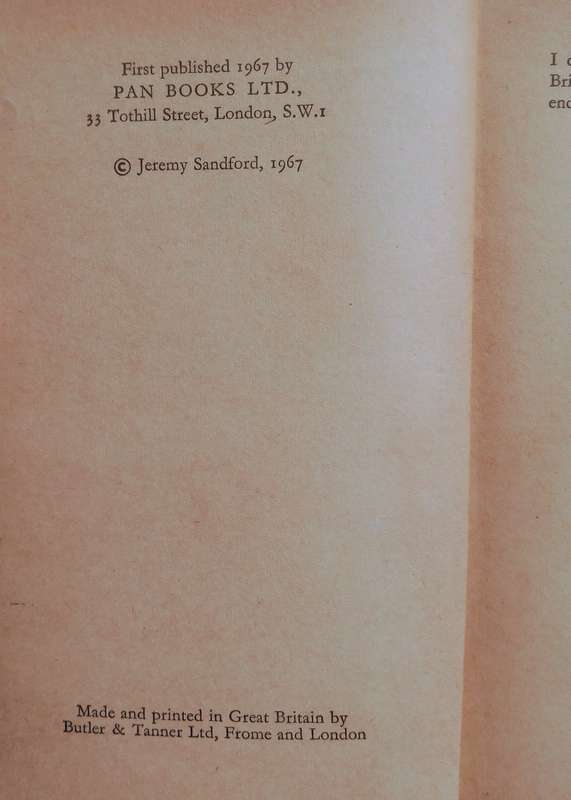 First published 1967 by
PAN BOOKS LTD.,
33 Tothill Street, London, S.W.1
© Jeremy Sandford, 1967
Made and printed in Great Britain by
Butler & Tanner Ltd, Frome and London
I